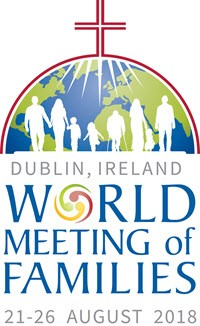 DUBLIN, IRELAND
WORLD
MEETING of
FAMILIES
21-26 AUGUST 2018